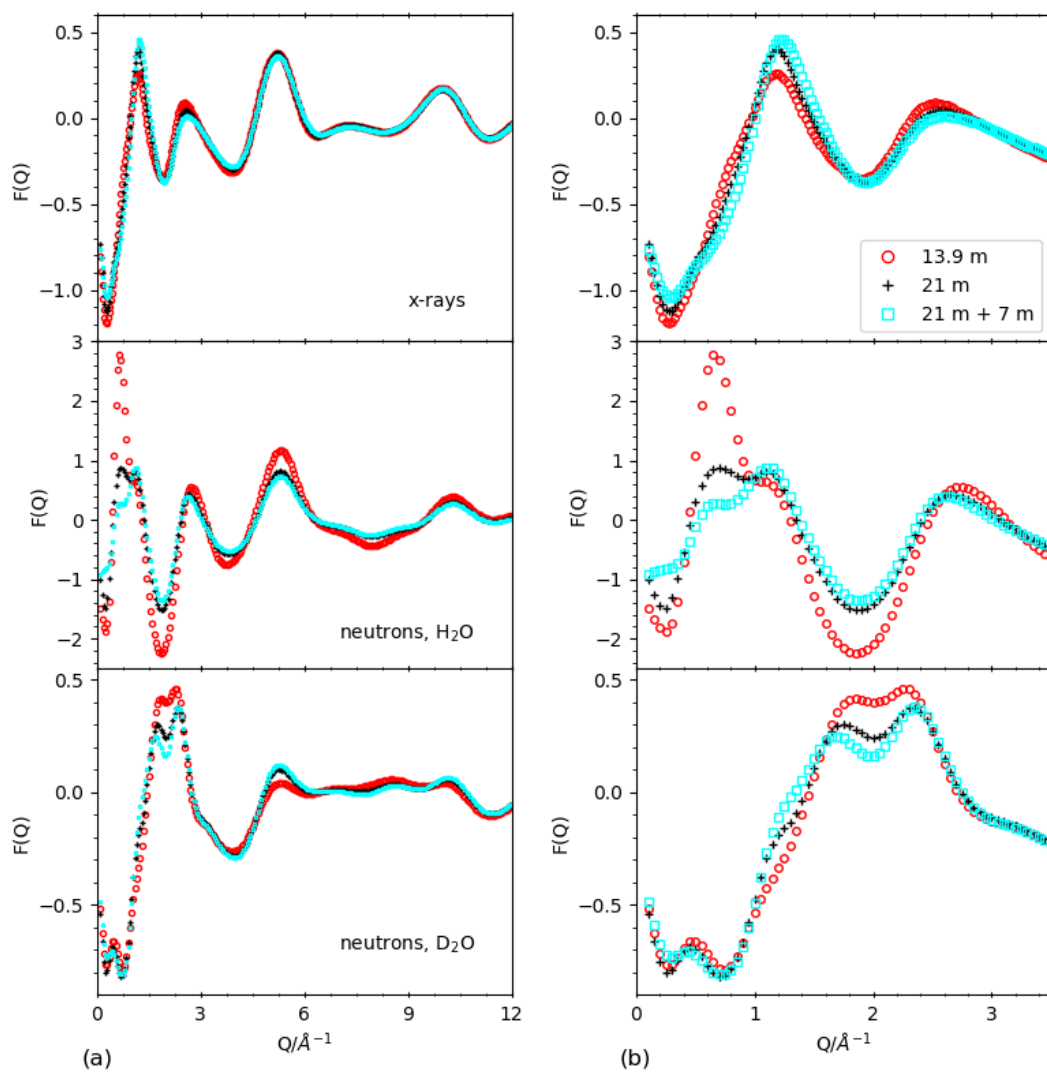 0.5
0.0
−0.5
−1.0
F(Q)
x-rays
0.5
0.0
−0.5
−1.0
F(Q)
13.9 m
21 m
21 m + 7 m
3
2
1
0
−1
−2
F(Q)
neutrons, H₂O
3
2
1
0
−1
−2
F(Q)
0.5
0.0
−0.5
F(Q)
neutrons, D₂O
0 3 6 9 12
Q/Å⁻¹
(a)
0.5
0.0
−0.5
F(Q)
0 1 2 3
Q/Å⁻¹
(b)